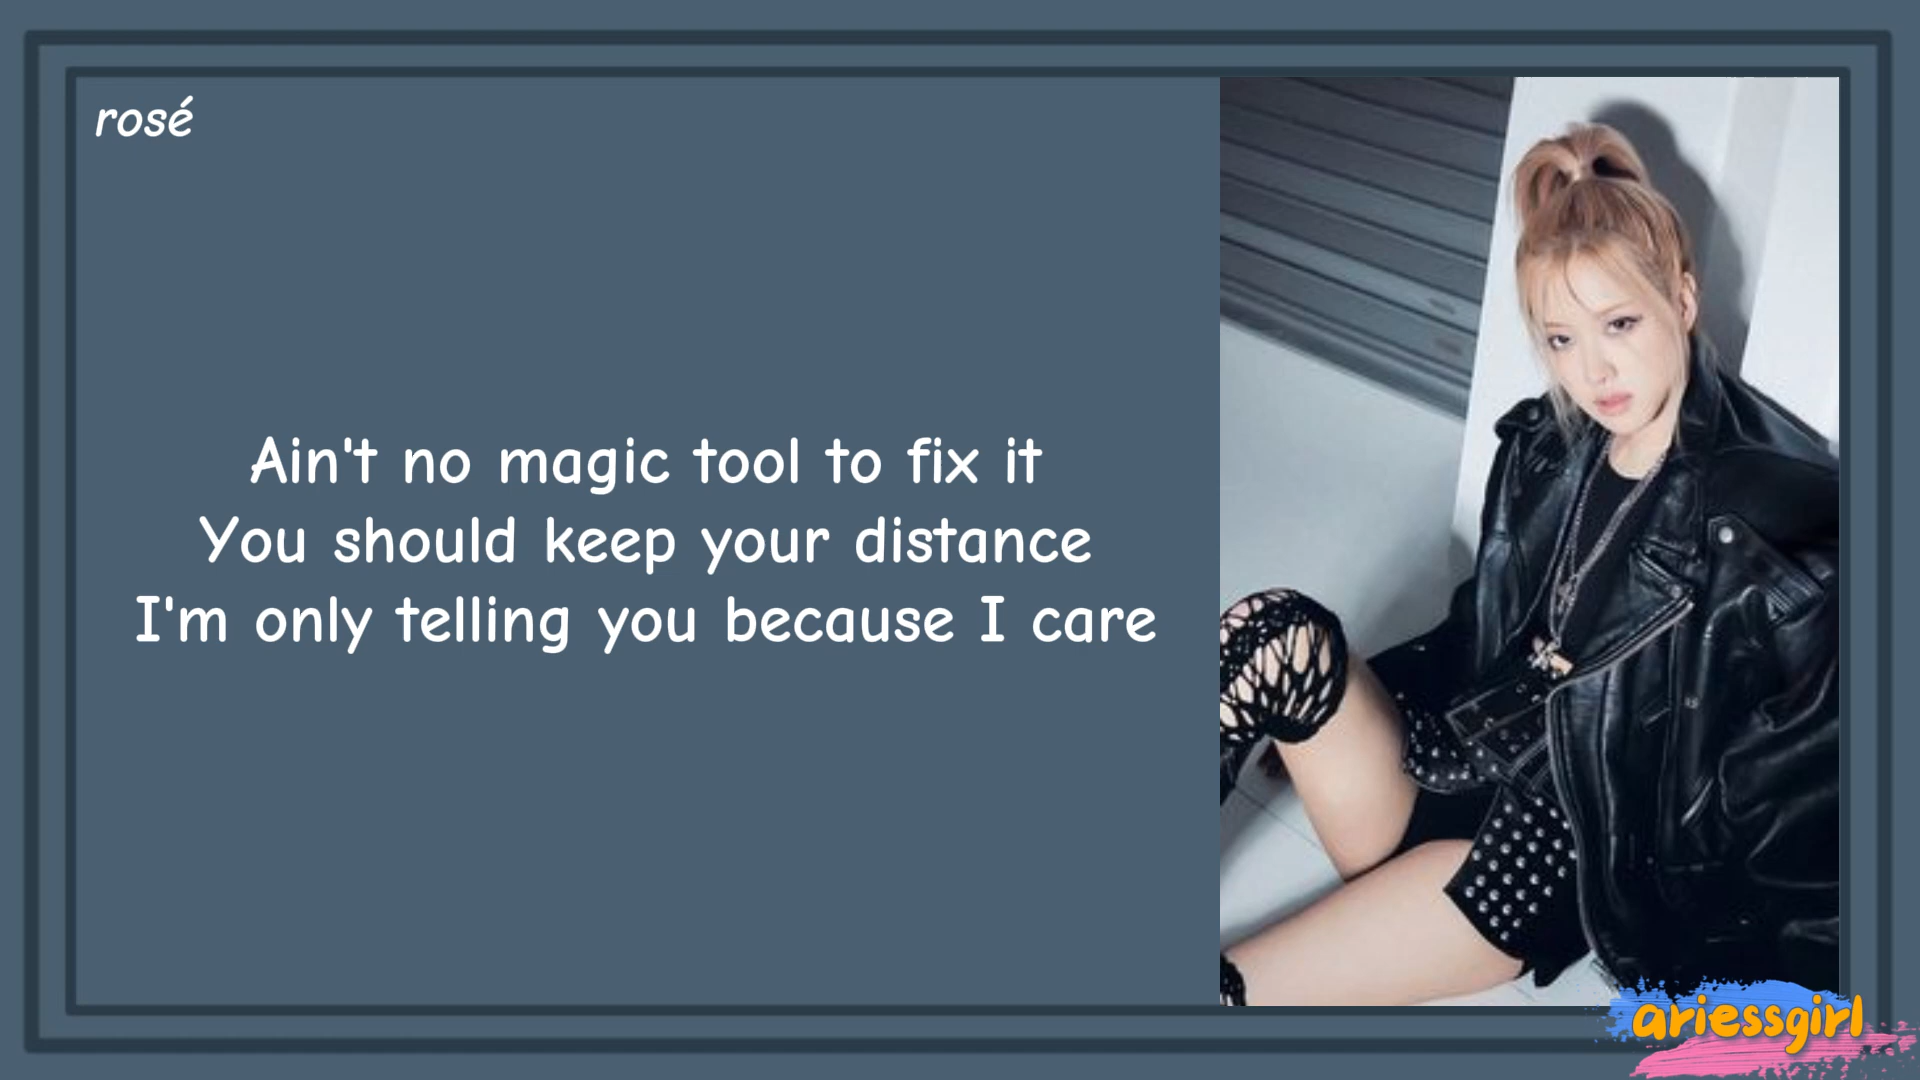 rosé
Ain't no magic tool to fix it
You should keep your distance
I'm only telling you because I care
ariessgirl